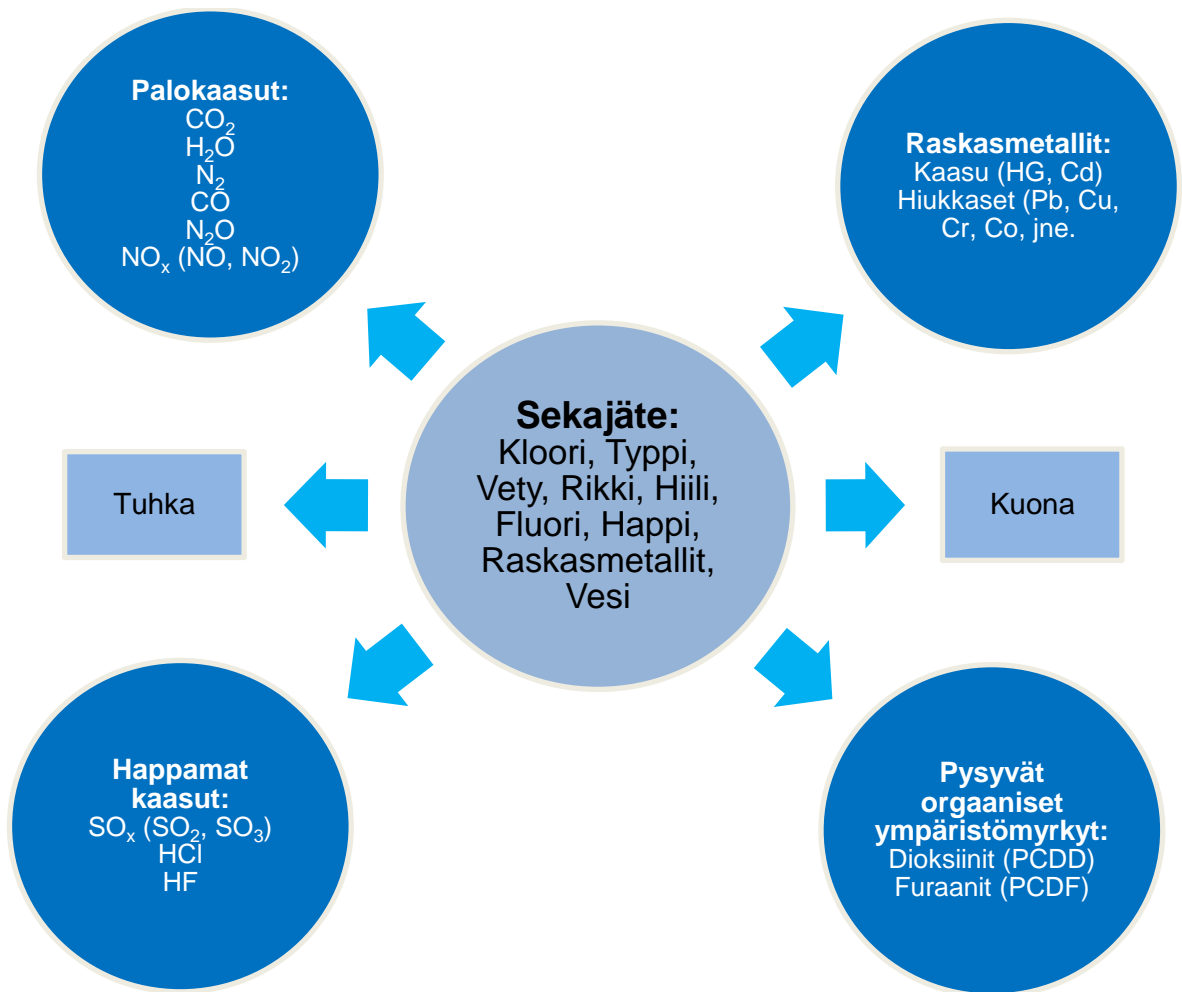 Palokaasut:
CO₂
H₂O
N₂
CO
N₂O
NOₓ (NO, NO₂)
Raskasmetallit:
Kaasu (HG, Cd)
Hiukkaset (Pb, Cu,
Cr, Co, jne.
Sekajäte:
Kloori, Typpi,
Vety, Rikki, Hiili,
Fluori, Happi,
Raskasmetallit,
Vesi
Tuhka
Kuona
Happamat
kaasut:
SOₓ (SO₂, SO₃)
HCl
HF
Pysyvät
orgaaniset
ympäristömyrkyt:
Dioksiinit (PCDD)
Furaanit (PCDF)